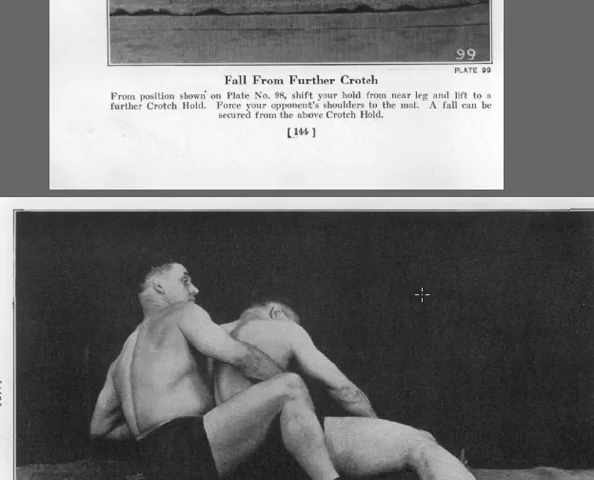 99
PLATE 99
Fall From Further Crotch
From position shown on Plate No. 98, shift your hold from near leg and lift to a
further Crotch Hold. Force your opponent's shoulders to the mat. A fall can be
secured from the above Crotch Hold.
[ 144 ]